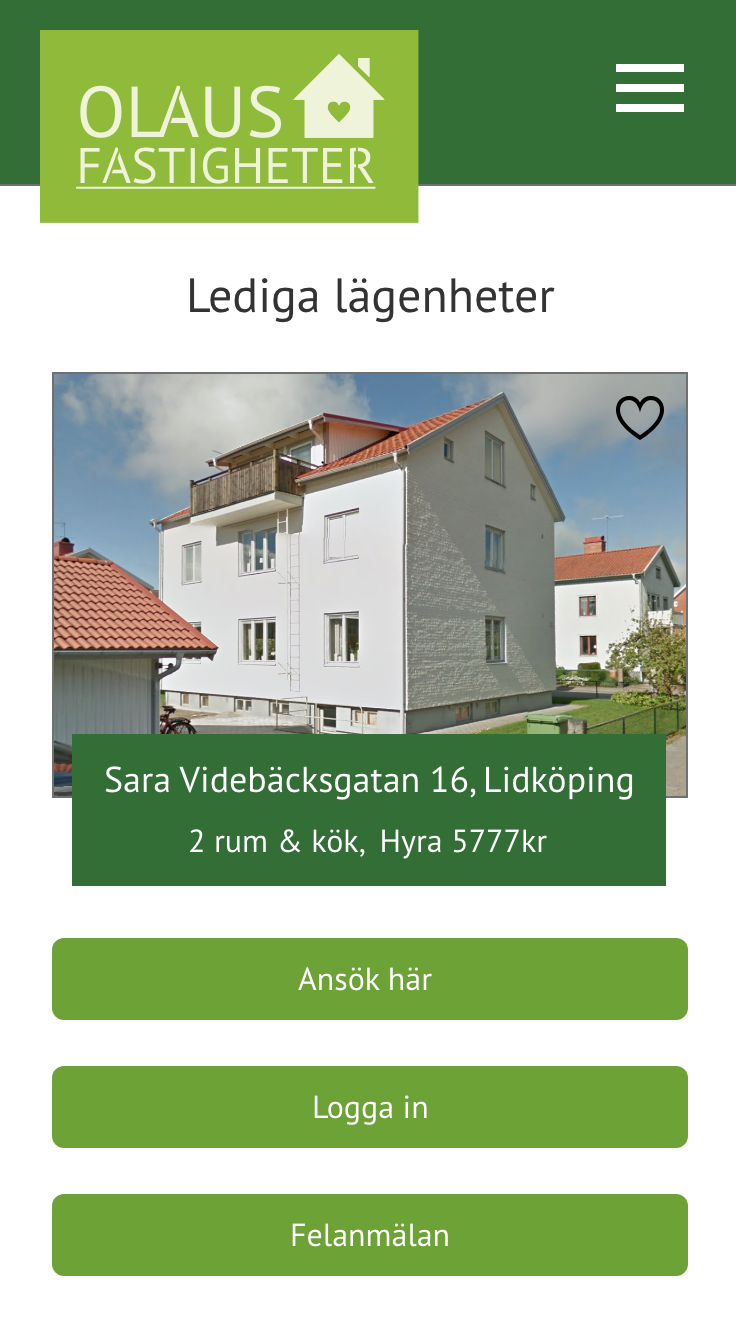 OLAUS
FASTIGHETER
Lediga lägenheter
Sara Videbäcksgatan 16, Lidköping
2 rum & kök, Hyra 5777kr
Ansök här
Logga in
Felanmälan